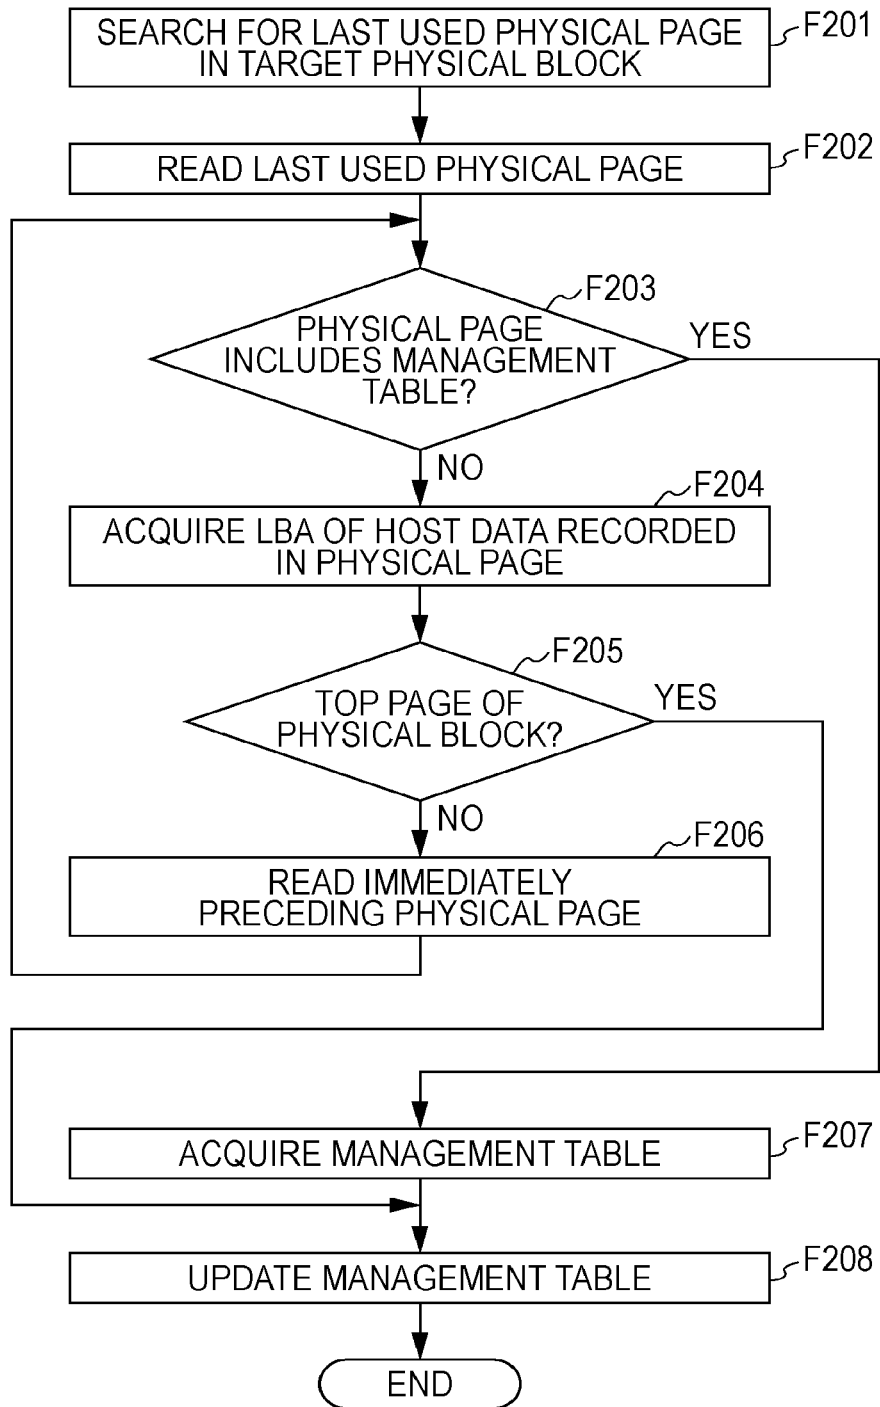 SEARCH FOR LAST USED PHYSICAL PAGE
IN TARGET PHYSICAL BLOCK
F201
READ LAST USED PHYSICAL PAGE
F202
F203
PHYSICAL PAGE
INCLUDES MANAGEMENT
TABLE?
YES
NO
F204
ACQUIRE LBA OF HOST DATA RECORDED
IN PHYSICAL PAGE
F205
TOP PAGE OF
PHYSICAL BLOCK?
YES
NO
F206
READ IMMEDIATELY
PRECEDING PHYSICAL PAGE
ACQUIRE MANAGEMENT TABLE
F207
UPDATE MANAGEMENT TABLE
F208
END